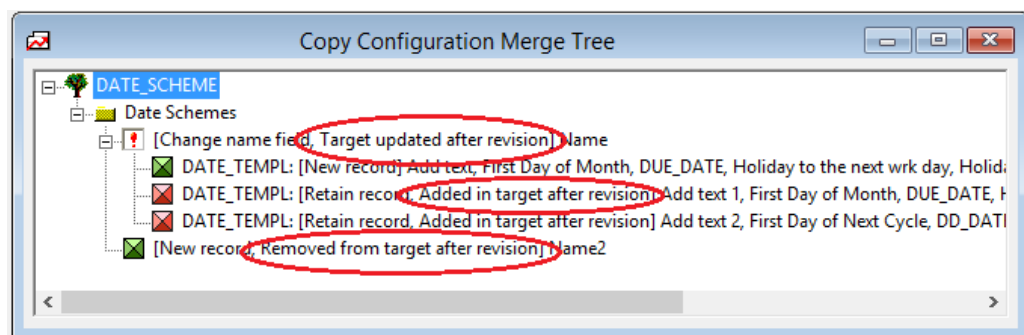 Copy Configuration Merge Tree
DATE_SCHEME
Date Schemes
[Change name field, Target updated after revision] Name
DATE_TEMPL: [New record] Add text, First Day of Month, DUE_DATE, Holiday to the next wrk day, Holid
DATE_TEMPL: [Retain record, Added in target after revision] Add text 1, First Day of Month, DUE_DATE,
DATE_TEMPL: [Retain record, Added in target after revision] Add text 2, First Day of Next Cycle, DD_DATI
[New record, Removed from target after revision] Name2